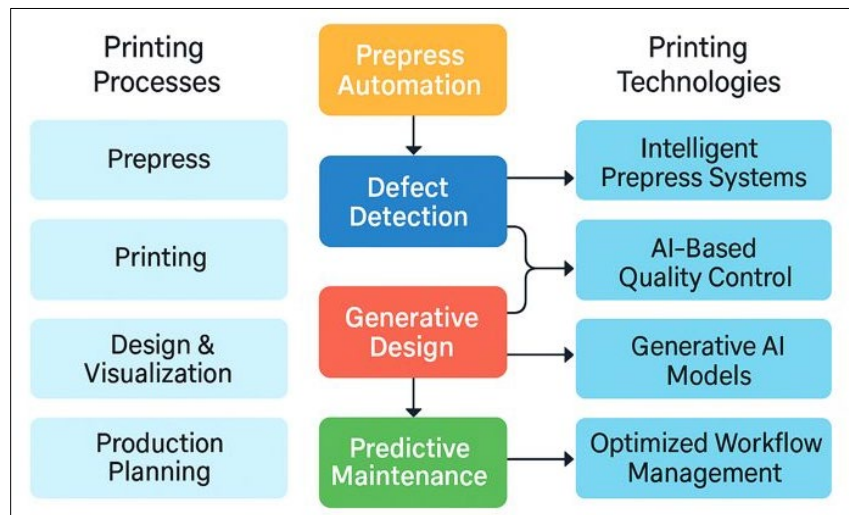 Printing
Processes
Prepress
Printing
Design &
Visualization
Production
Planning
Prepress
Automation
Defect
Detection
Generative
Design
Predictive
Maintenance
Printing
Technologies
Intelligent
Prepress Systems
AI-Based
Quality Control
Generative AI
Models
Optimized Workflow
Management